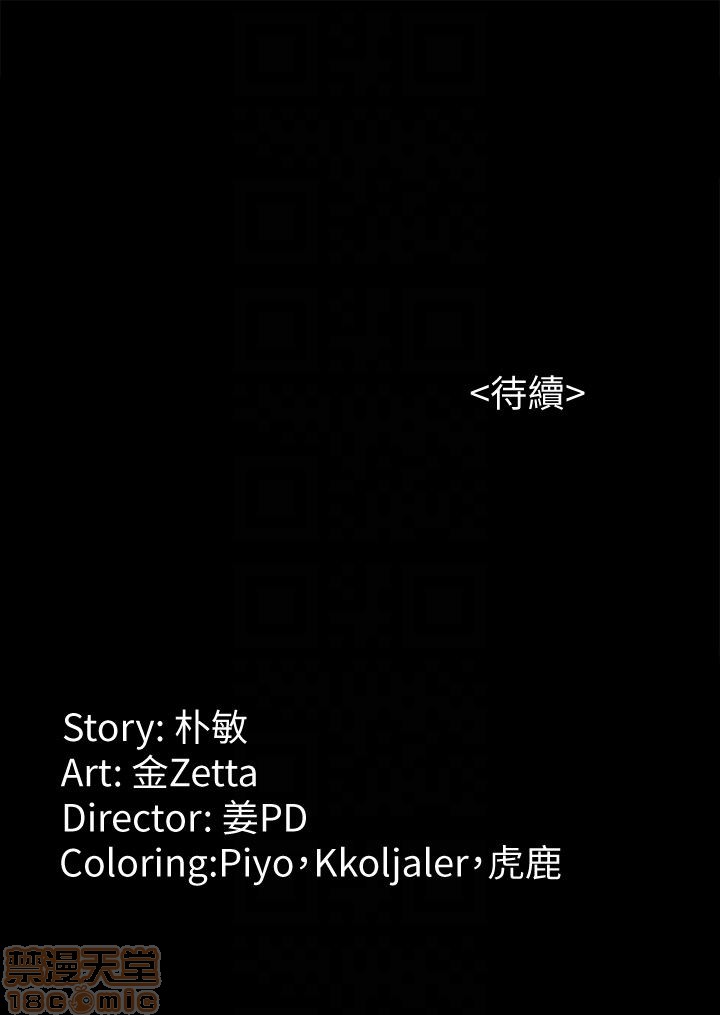 <待續>
Story: 朴敏
Art: 金Zetta
Director: 姜PD
Coloring:Piyo,Kkoljaler,虎鹿
禁漫天堂
18comic